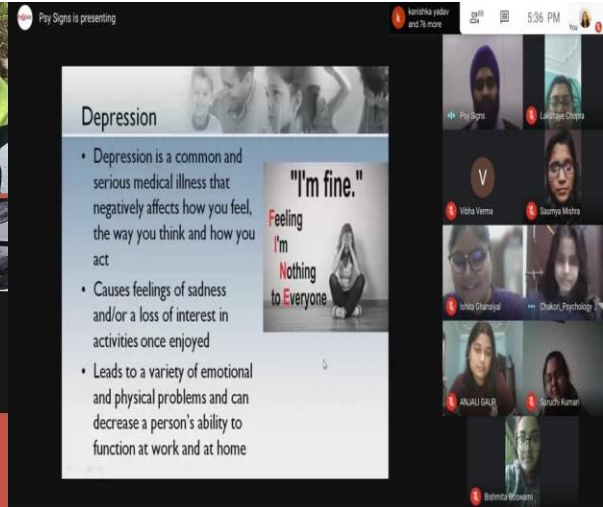 Psy Signs is presenting
kanishka yadav
and 76 more
5:36 PM
You
Depression
• Depression is a common and
serious medical illness that
negatively affects how you feel,
the way you think and how you
act
• Causes feelings of sadness
and/or a loss of interest in
activities once enjoyed
• Leads to a variety of emotional
and physical problems and can
decrease a person's ability to
function at work and at home
"I'm fine."
Feeling
I'm
Nothing
to Everyone
Psy Signs
Lakshaye Chopra
V
Vibha Verma
Saumya Mishra
Ishita Ghansiyal
Chakori_Psychology...
ANJALI GAUR
Suruchi Kumari
Bishmita Goswami